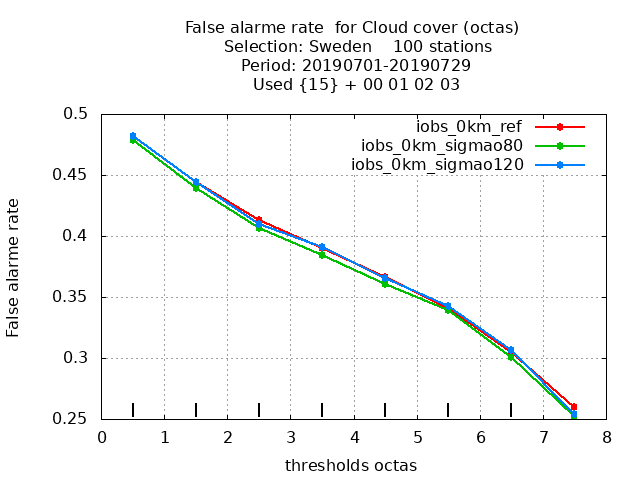 False alarme rate  for Cloud cover (octas)
Selection: Sweden    100 stations
Period: 20190701-20190729
Used {15} + 00 01 02 03
iobs_0km_ref
iobs_0km_sigmao80
iobs_0km_sigmao120
False alarme rate
0.5
0.45
0.4
0.35
0.3
0.25
0 1 2 3 4 5 6 7 8
thresholds octas